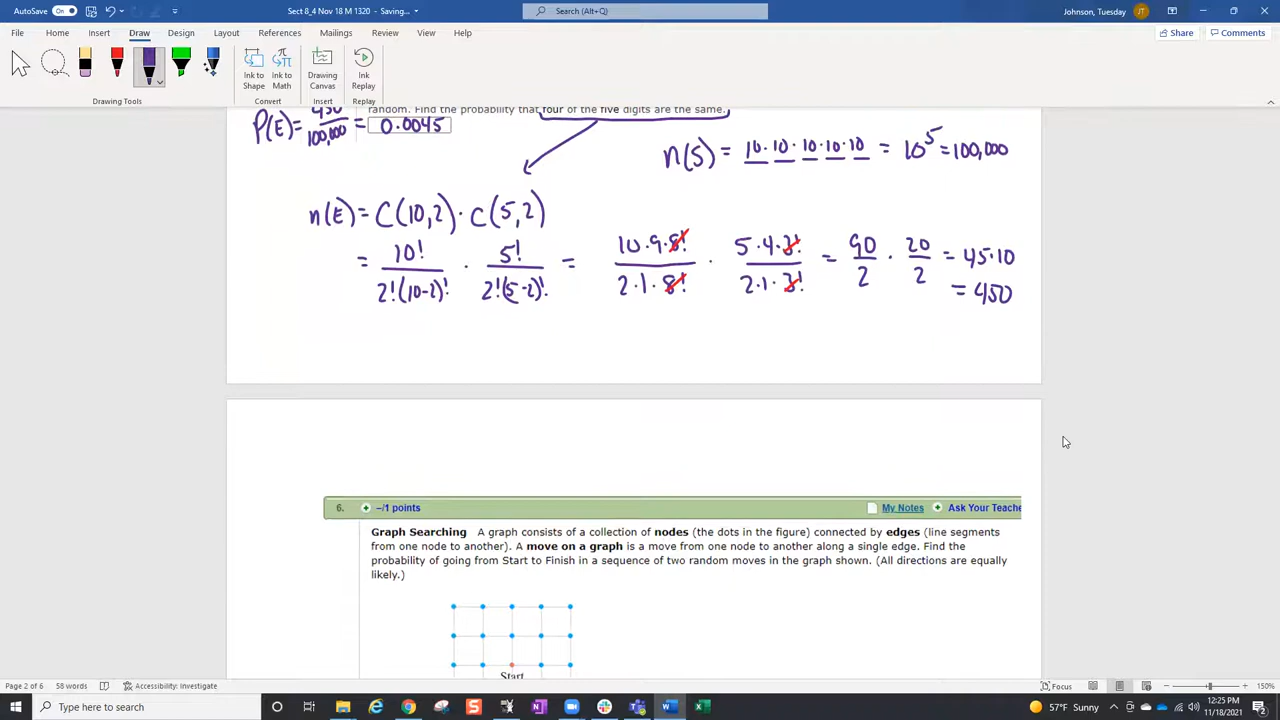 AutoSave On Sect 8_4 Nov 18 M 1320 - Saving... Search (Alt+Q) Johnson, Tuesday JT
File Home Insert Draw Design Layout References Mailings Review View Help Share Comments
Ink to Shape Ink to Math Drawing Canvas Ink Replay
Drawing Tools Convert Insert Replay
random. Find the probability that four of the five digits are the same.
P(E) = 450/100,000 = 0.0045
n(S) = 10·10·10·10·10 = 10^5 = 100,000
n(E) = C(10,2)·C(5,2)
= 10!/2!(10-2)! · 5!/2!(5-2)! = 10·9·8!/2·1·8! · 5·4·3!/2·1·3! = 90/2 · 20/2 = 45·10
= 450
6. –/1 points My Notes Ask Your Teache
Graph Searching A graph consists of a collection of nodes (the dots in the figure) connected by edges (line segments
from one node to another). A move on a graph is a move from one node to another along a single edge. Find the
probability of going from Start to Finish in a sequence of two random moves in the graph shown. (All directions are equally
likely.)
Start
Page 2 of 6 58 words Accessibility: Investigate Focus 150%
Type here to search 57°F Sunny 12:25 PM
11/18/2021